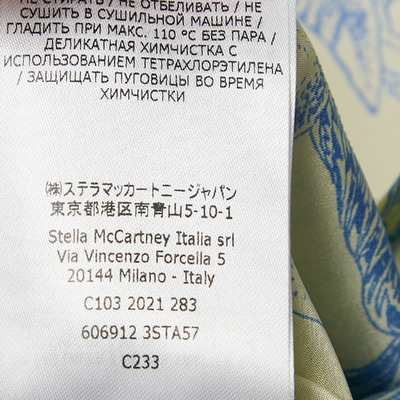 НЕ СТИРАТЬ / НЕ ОТБЕЛИВАТЬ / НЕ
СУШИТЬ В СУШИЛЬНОЙ МАШИНЕ /
ГЛАДИТЬ ПРИ МАКС. 110 °С БЕЗ ПАРА /
ДЕЛИКАТНАЯ ХИМЧИСТКА С
ИСПОЛЬЗОВАНИЕМ ТЕТРАХЛОРЭТИЛЕНА
/ ЗАЩИЩАТЬ ПУГОВИЦЫ ВО ВРЕМЯ
ХИМЧИСТКИ
㈱ステラマッカートニージャパン
東京都港区南青山5-10-1
Stella McCartney Italia srl
Via Vincenzo Forcella 5
20144 Milano - Italy
C103 2021 283
606912 3STA57
C233